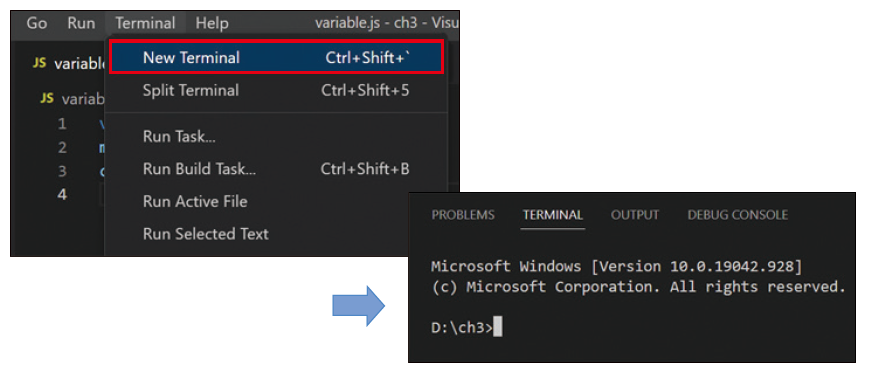 Go Run Terminal Help variable.js - ch3 - Visu
JS variable
New Terminal Ctrl+Shift+`
JS variab
Split Terminal Ctrl+Shift+5
1
2 m
Run Task...
3
Run Build Task... Ctrl+Shift+B
4
Run Active File
Run Selected Text
PROBLEMS TERMINAL OUTPUT DEBUG CONSOLE
Microsoft Windows [Version 10.0.19042.928]
(c) Microsoft Corporation. All rights reserved.
D:\ch3>